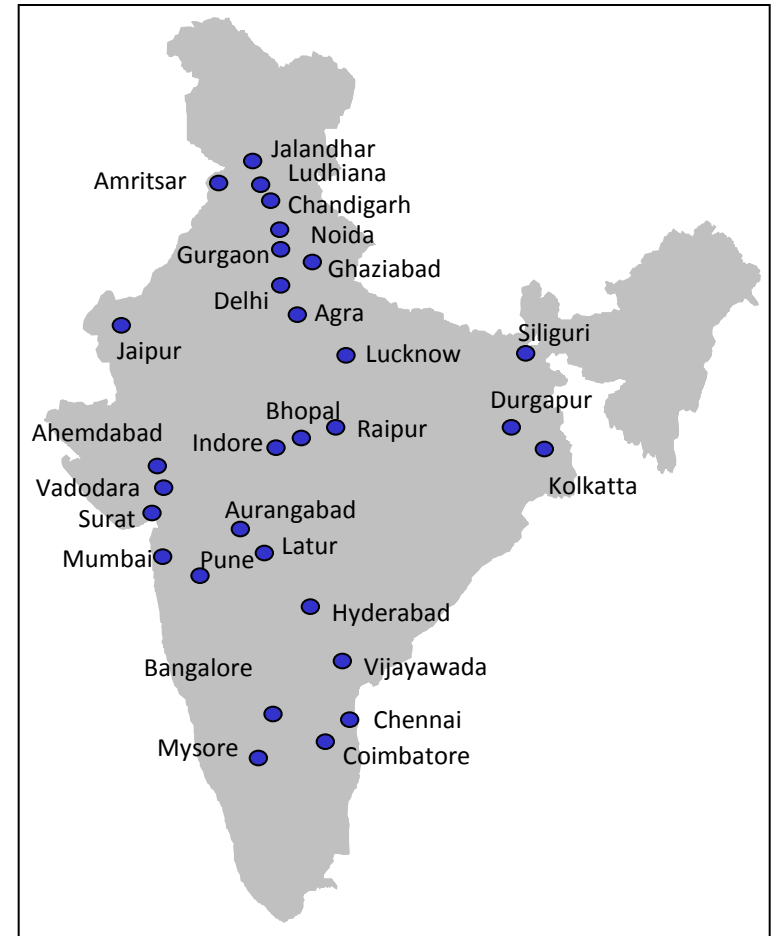 Jalandhar
Ludhiana
Amritsar
Chandigarh
Noida
Gurgaon
Ghaziabad
Delhi
Agra
Jaipur
Siliguri
Lucknow
Durgapur
Bhopal
Raipur
Ahemdabad
Indore
Kolkatta
Vadodara
Aurangabad
Surat
Latur
Mumbai
Pune
Hyderabad
Bangalore
Vijayawada
Chennai
Mysore
Coimbatore